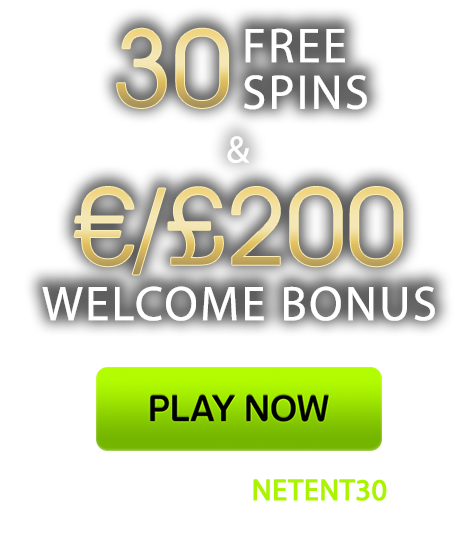 30 FREE
SPINS
&
€/£200
WELCOME BONUS
PLAY NOW
NETENT30